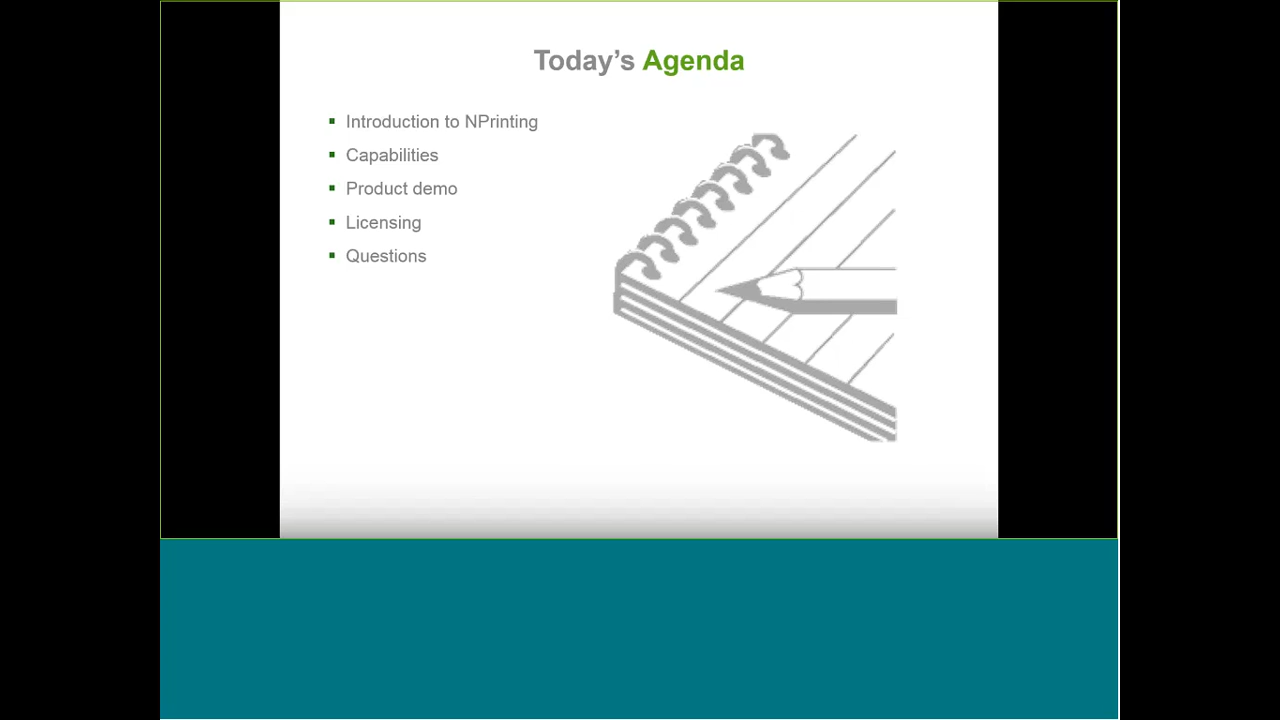 Today’s Agenda
Introduction to NPrinting
Capabilities
Product demo
Licensing
Questions